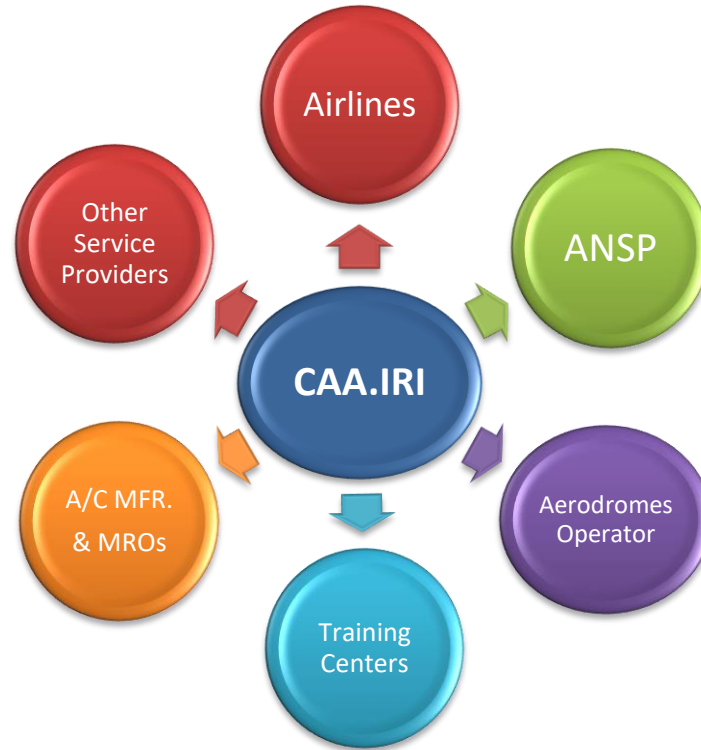 Airlines
Other
Service
Providers
ANSP
CAA.IRI
A/C MFR.
& MROs
Aerodromes
Operator
Training
Centers